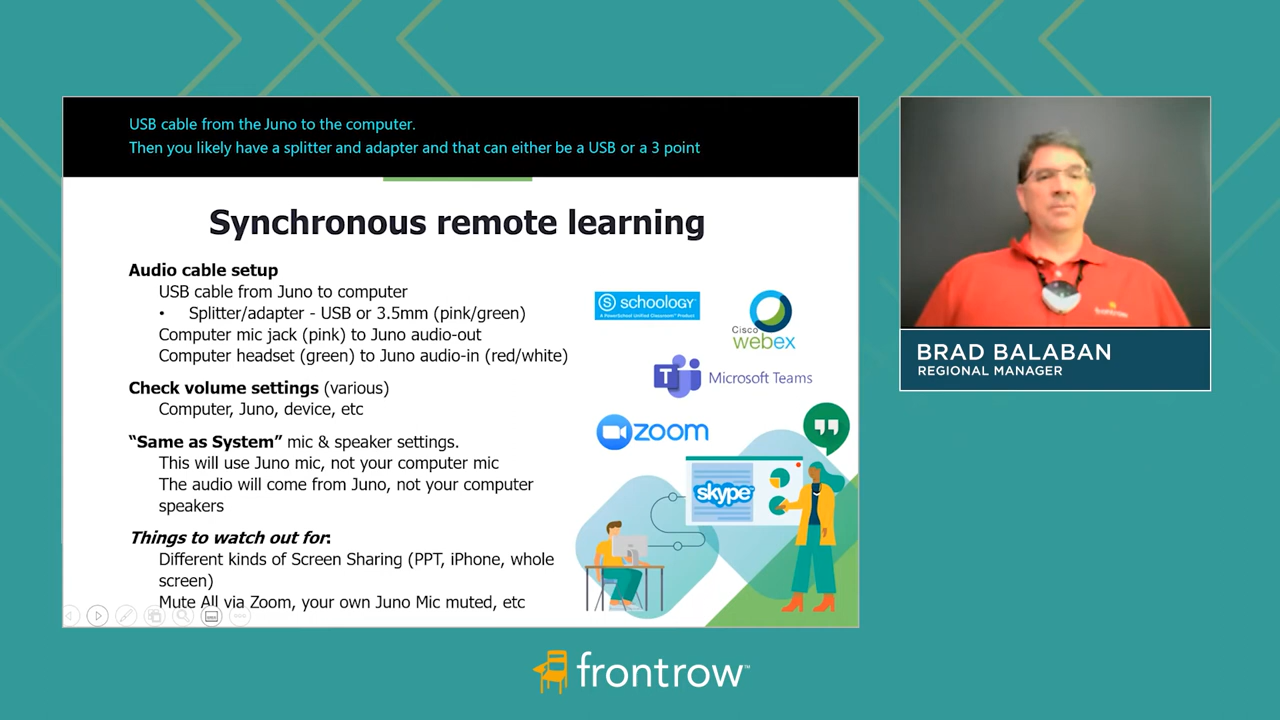 USB cable from the Juno to the computer.
Then you likely have a splitter and adapter and that can either be a USB or a 3 point
Synchronous remote learning
Audio cable setup
USB cable from Juno to computer
• Splitter/adapter - USB or 3.5mm (pink/green)
Computer mic jack (pink) to Juno audio-out
Computer headset (green) to Juno audio-in (red/white)
Check volume settings (various)
Computer, Juno, device, etc
“Same as System” mic & speaker settings.
This will use Juno mic, not your computer mic
The audio will come from Juno, not your computer
speakers
Things to watch out for:
Different kinds of Screen Sharing (PPT, iPhone, whole
screen)
Mute All via Zoom, your own Juno Mic muted, etc
S schoology
A PowerSchool Unified Classroom™ Product
Cisco
webex
T Microsoft Teams
zoom
skype
BRAD BALABAN
REGIONAL MANAGER
frontrow™